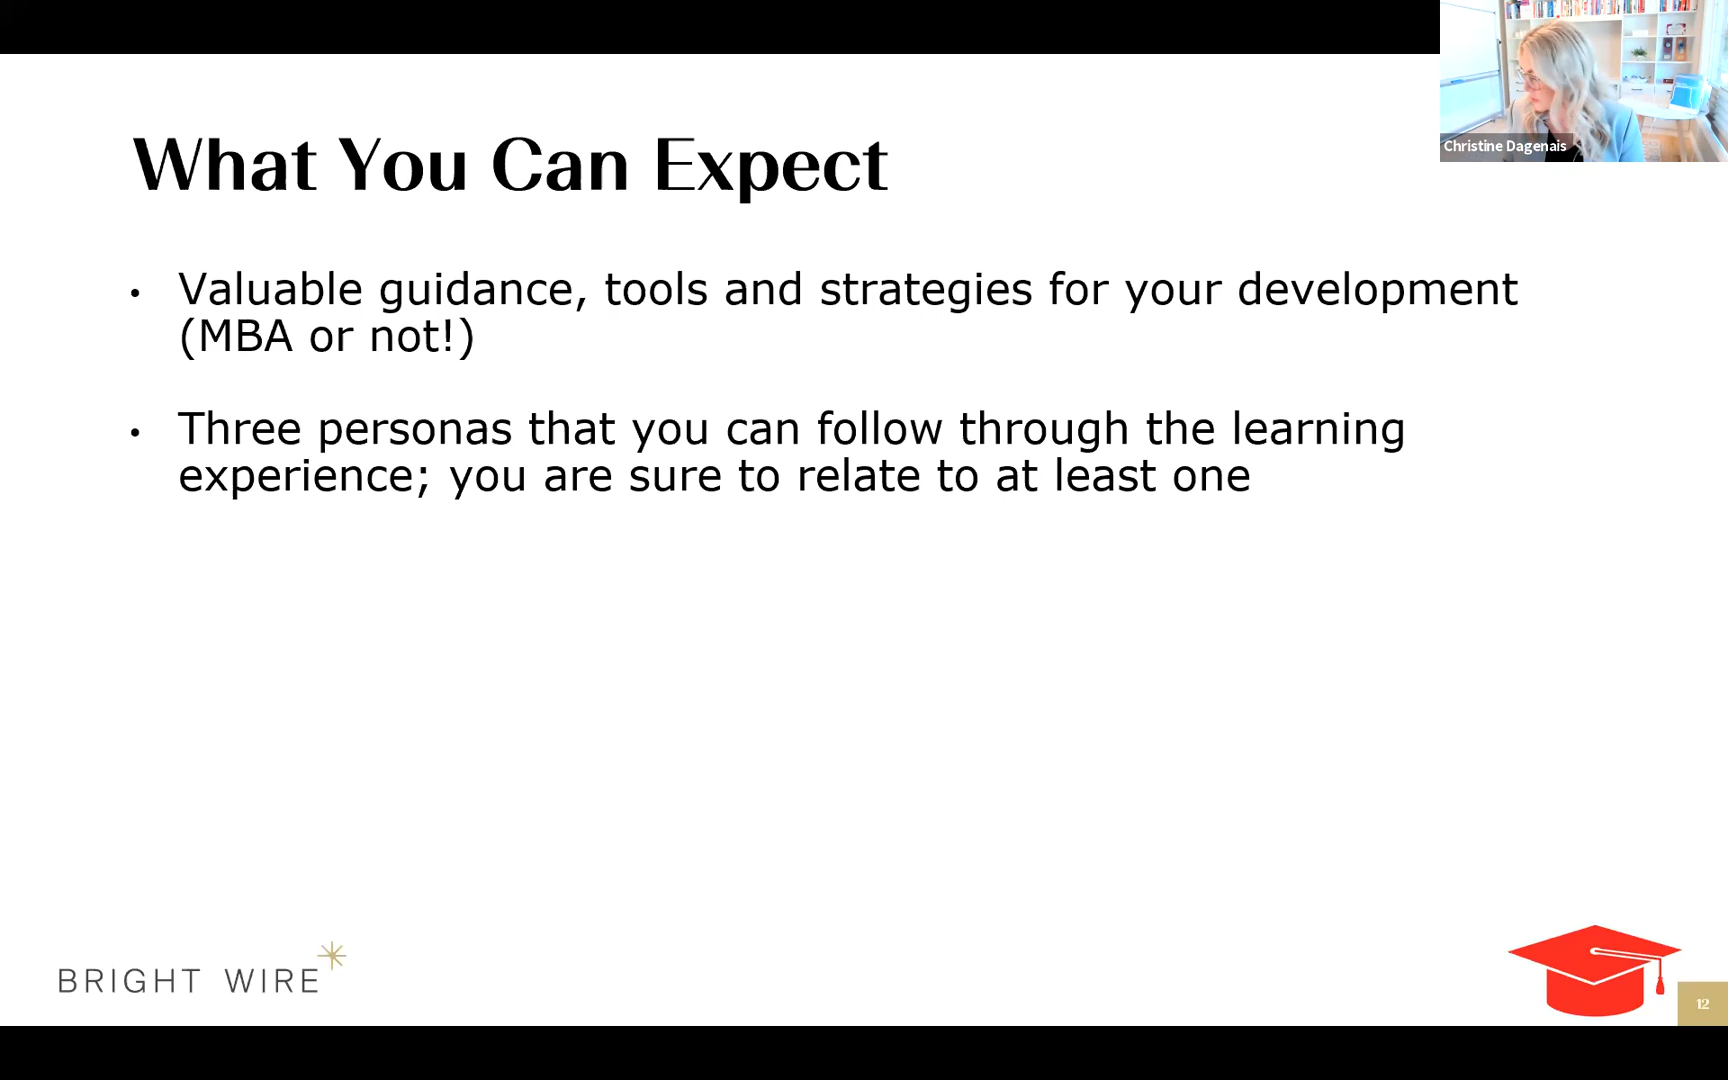 Christine Dagenais
What You Can Expect
• Valuable guidance, tools and strategies for your development
(MBA or not!)
• Three personas that you can follow through the learning
experience; you are sure to relate to at least one
BRIGHT WIRE
12